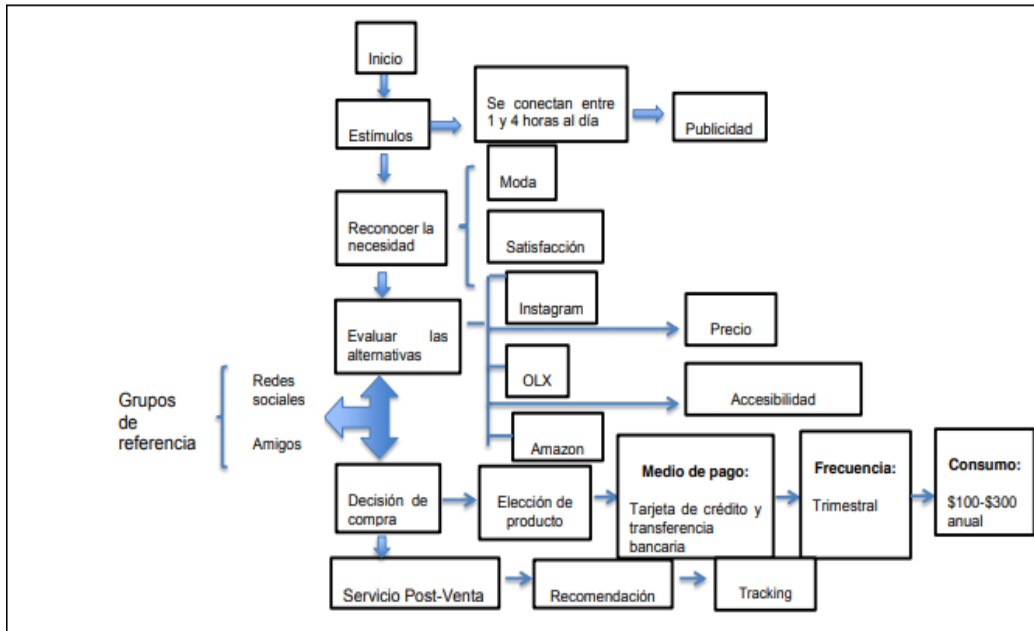 Inicio
Estímulos
Se conectan entre
1 y 4 horas al día
Publicidad
Moda
Reconocer la
necesidad
Satisfacción
Instagram
Evaluar las
alternativas
Precio
OLX
Accesibilidad
Amazon
Grupos
de
referencia
Redes
sociales
Amigos
Decisión de
compra
Elección de
producto
Medio de pago:
Tarjeta de crédito y
transferencia
bancaria
Frecuencia:
Trimestral
Consumo:
$100-$300
anual
Servicio Post-Venta
Recomendación
Tracking